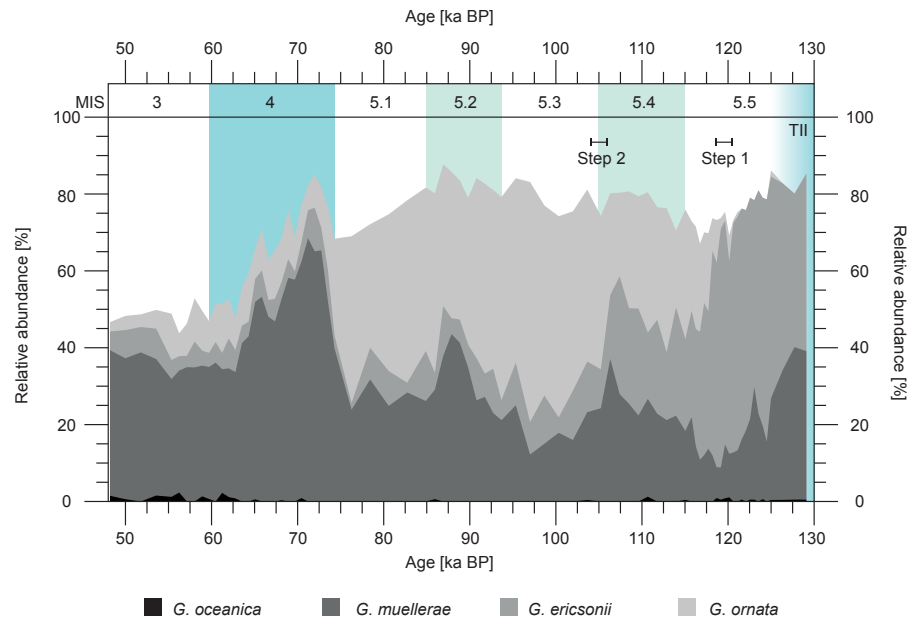 Age [ka BP]
50 60 70 80 90 100 110 120 130
MIS 3 4 5.1 5.2 5.3 5.4 5.5
100 TII 100
Step 2 Step 1
80 80
60 60
40 40
20 20
0 0
Relative abundance [%]
Relative abundance [%]
50 60 70 80 90 100 110 120 130
Age [ka BP]
G. oceanica G. muellerae G. ericsonii G. ornata